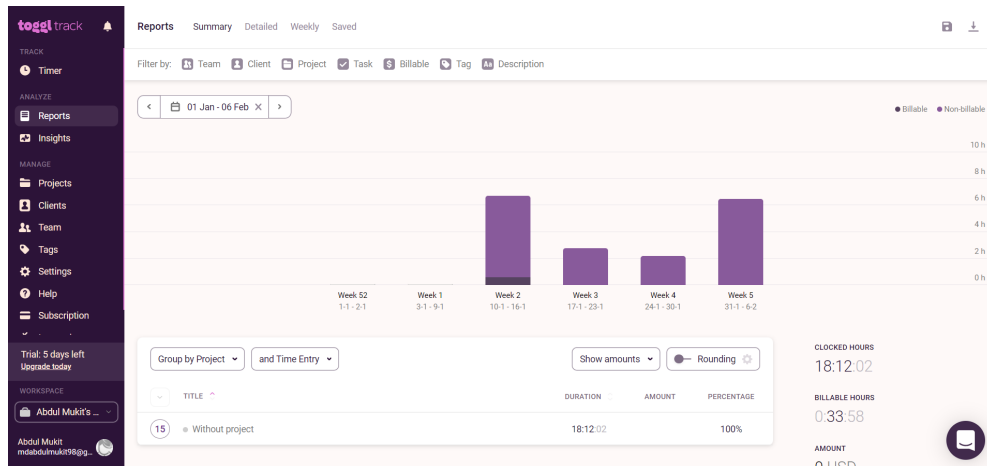 toggl track
TRACK
Timer
ANALYZE
Reports
Insights
MANAGE
Projects
Clients
Team
Tags
Settings
Help
Subscription
Trial: 5 days left
Upgrade today
WORKSPACE
Abdul Mukit's ...
Abdul Mukit
mdabdulmukit98@g...
Reports Summary Detailed Weekly Saved
Filter by: Team Client Project Task $ Billable Tag Aa Description
01 Jan - 06 Feb
Billable Non-billable
10 h
8 h
6 h
4 h
2 h
0 h
Week 52 Week 1 Week 2 Week 3 Week 4 Week 5
1-1 - 2-1 3-1 - 9-1 10-1 - 16-1 17-1 - 23-1 24-1 - 30-1 31-1 - 6-2
Group by Project and Time Entry Show amounts Rounding
TITLE DURATION AMOUNT PERCENTAGE
15 Without project 18:12:02 100%
CLOCKED HOURS
18:12:02
BILLABLE HOURS
0:33:58
AMOUNT
0 USD